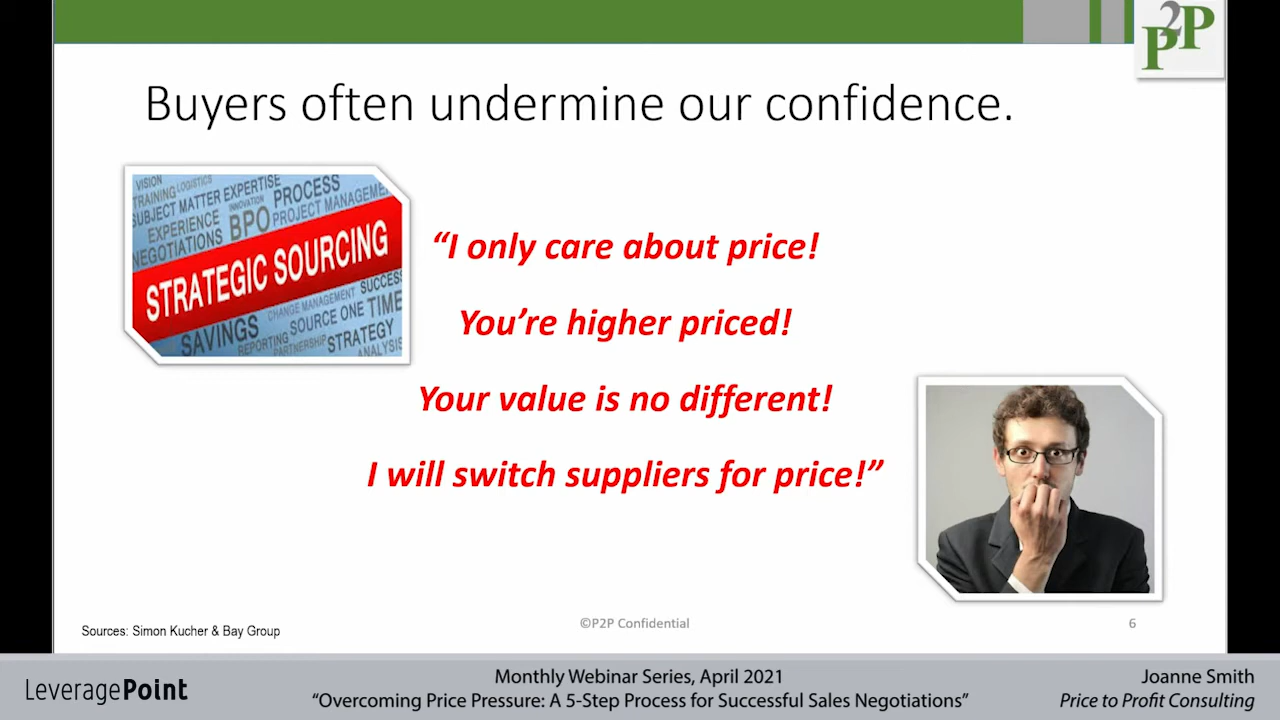 P2P
Buyers often undermine our confidence.
VISION
TRAINING LOGISTICS
SUBJECT MATTER EXPERTISE
INNOVATION
PROCESS
EXPERIENCE
BPO
PROJECT MANAGEME
NEGOTIATIONS
STRATEGIC SOURCING
CHANGE MANAGEMENT
SUCCESS
SAVINGS
SOURCE ONE
TIME
REPORTING
PARTNERSHIP
STRATEGY
ANALYSIS
“I only care about price!
You’re higher priced!
Your value is no different!
I will switch suppliers for price!”
Sources: Simon Kucher & Bay Group
©P2P Confidential
6
LeveragePoint
Monthly Webinar Series, April 2021
“Overcoming Price Pressure: A 5-Step Process for Successful Sales Negotiations”
Joanne Smith
Price to Profit Consulting